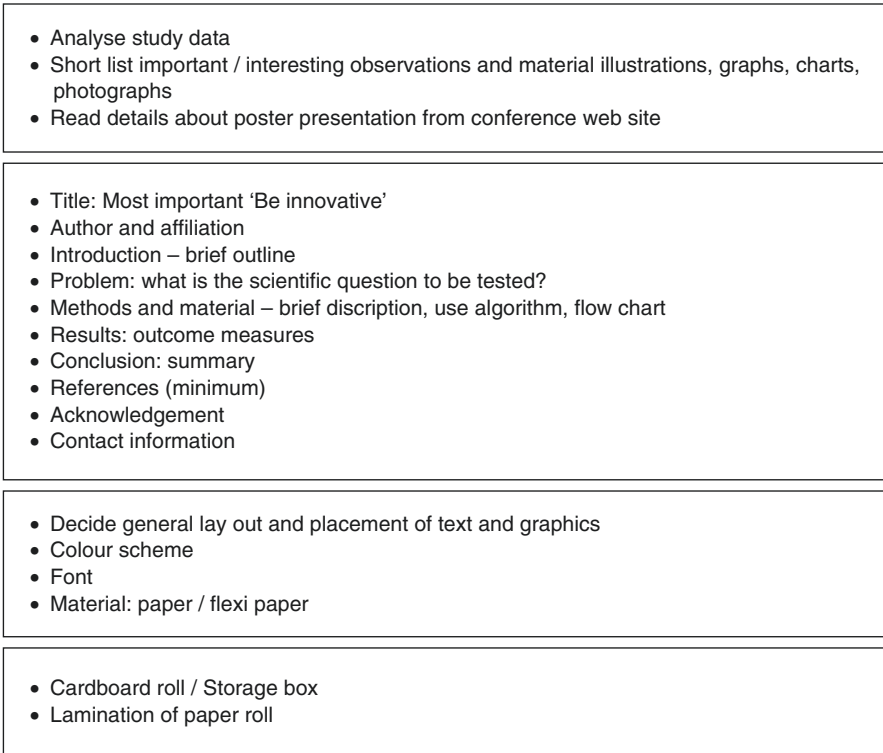 • Analyse study data
• Short list important / interesting observations and material illustrations, graphs, charts,
photographs
• Read details about poster presentation from conference web site
• Title: Most important ‘Be innovative’
• Author and affiliation
• Introduction – brief outline
• Problem: what is the scientific question to be tested?
• Methods and material – brief discription, use algorithm, flow chart
• Results: outcome measures
• Conclusion: summary
• References (minimum)
• Acknowledgement
• Contact information
• Decide general lay out and placement of text and graphics
• Colour scheme
• Font
• Material: paper / flexi paper
• Cardboard roll / Storage box
• Lamination of paper roll